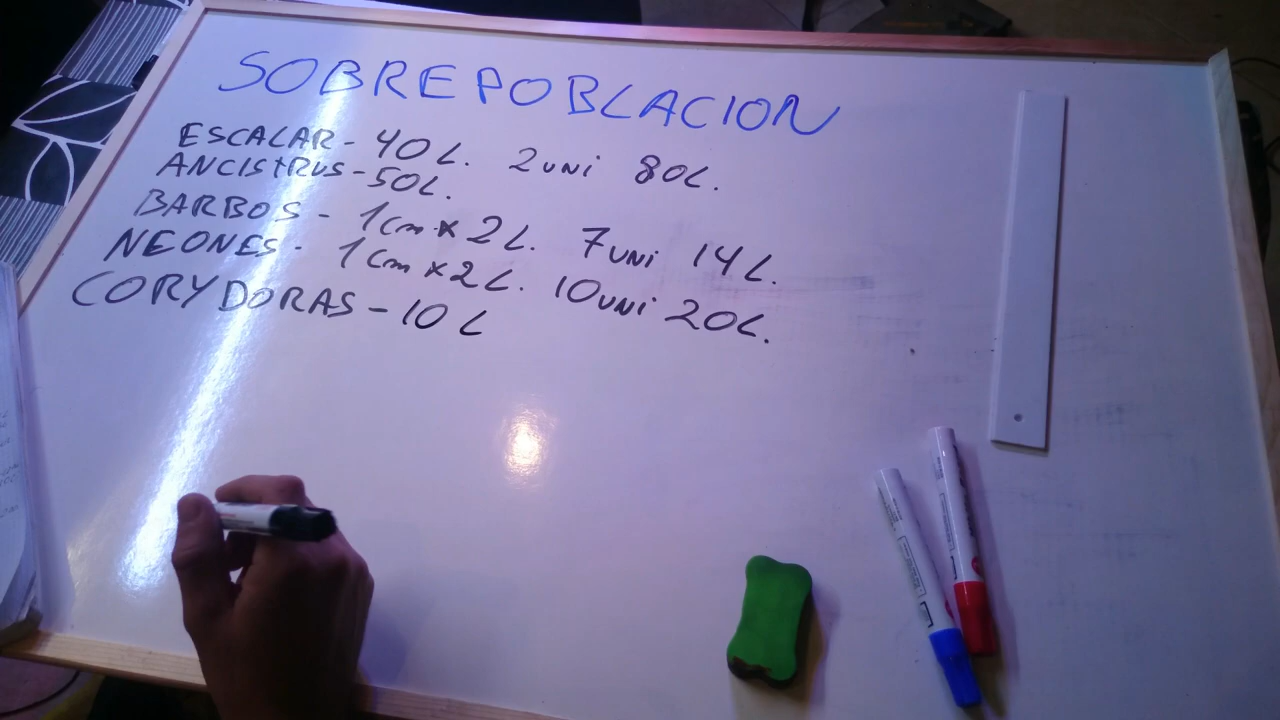 SOBREPOBLACION
ESCALAR - 40L. 2uni 80L.
ANCISTRUS - 50L.
BARBOS - 1cm x 2L. 7uni 14L.
NEONES - 1cm x 2L. 10uni 20L.
CORYDORAS - 10L